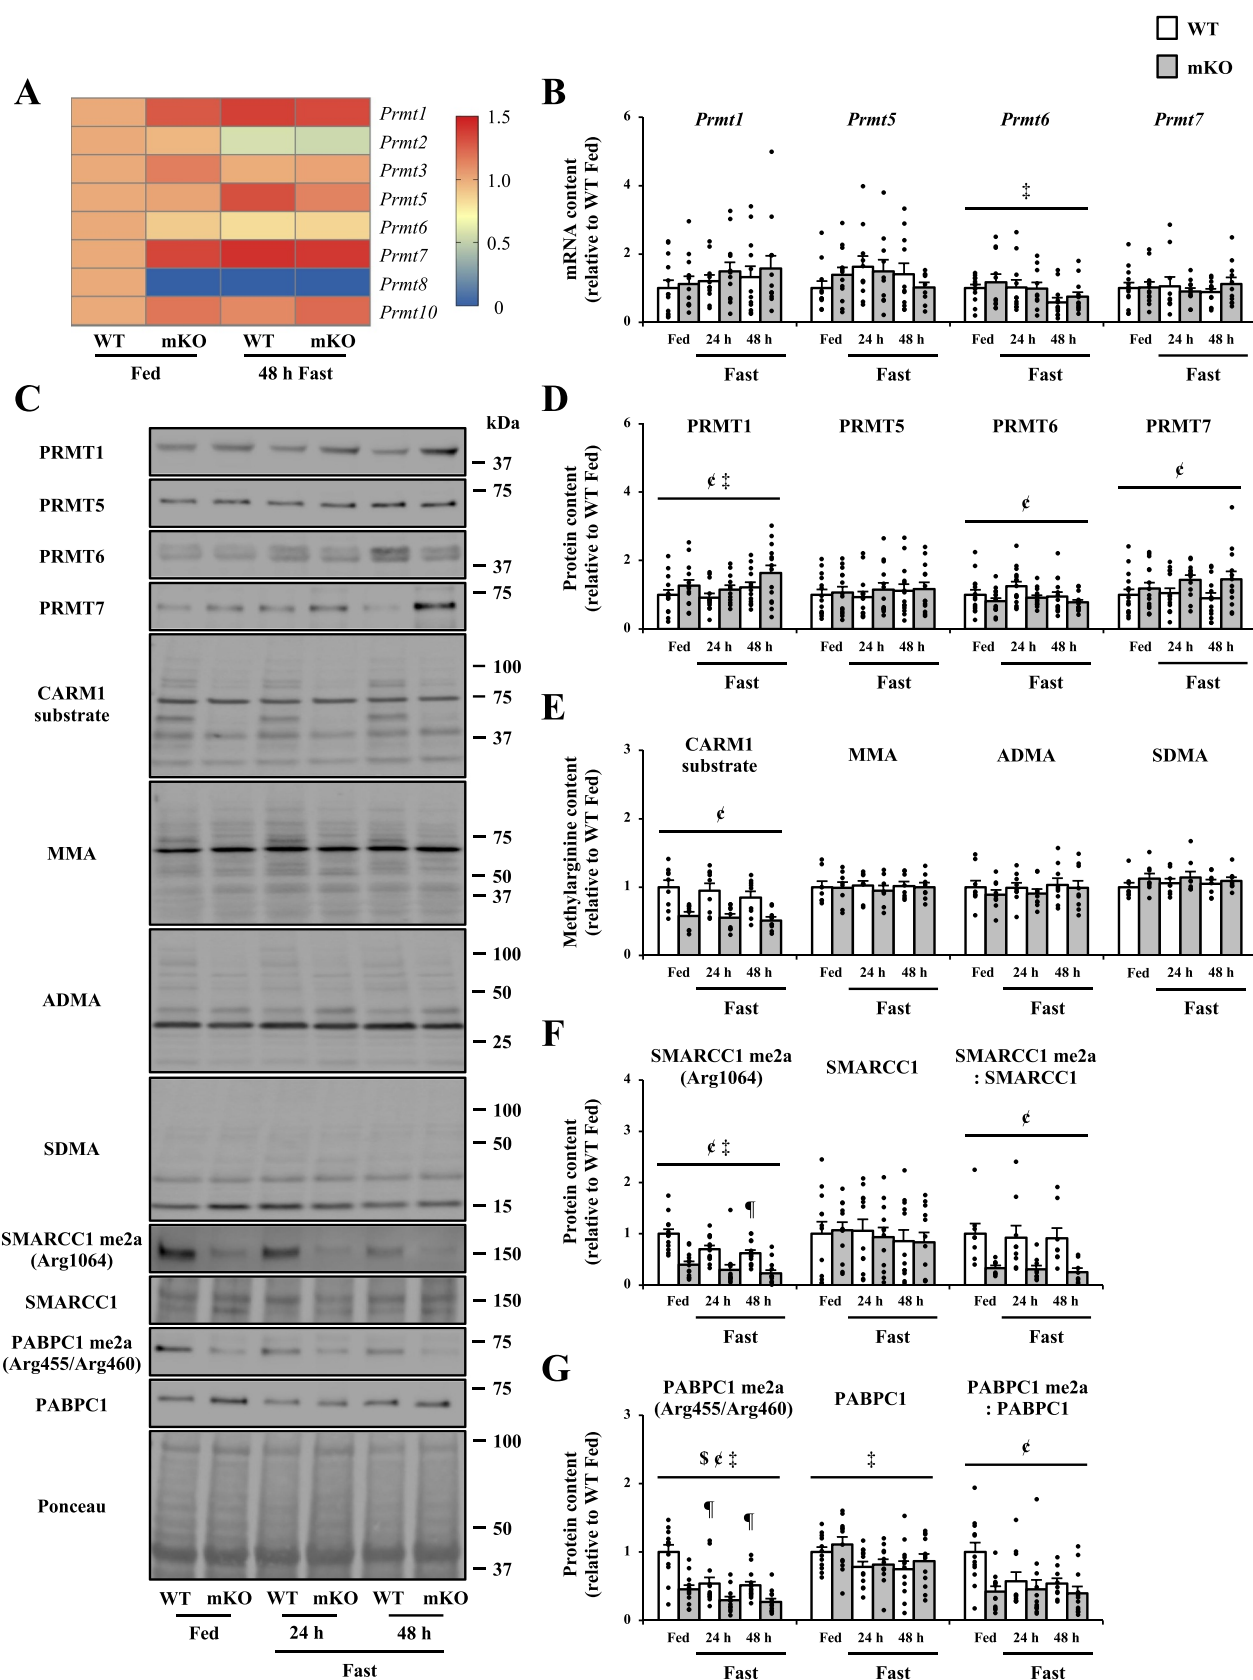 WT
mKO
A
Prmt1
Prmt2
Prmt3
Prmt5
Prmt6
Prmt7
Prmt8
Prmt10
1.5
1.0
0.5
0
WT mKO WT mKO
Fed 48 h Fast
B
mRNA content
(relative to WT Fed)
6
4
2
0
Prmt1 Prmt5 Prmt6 Prmt7
‡
Fed 24 h 48 h Fed 24 h 48 h Fed 24 h 48 h Fed 24 h 48 h
Fast Fast Fast Fast
C
kDa
PRMT1
37
PRMT5
75
PRMT6
37
PRMT7
75
CARM1
substrate
100
75
37
MMA
75
50
37
ADMA
100
50
25
SDMA
100
50
15
SMARCC1 me2a
(Arg1064)
150
SMARCC1
150
PABPC1 me2a
(Arg455/Arg460)
75
PABPC1
75
Ponceau
100
50
37
WT mKO WT mKO WT mKO
Fed 24 h 48 h
Fast
D
Protein content
(relative to WT Fed)
6
4
2
0
PRMT1 PRMT5 PRMT6 PRMT7
¢ ‡ ¢ ¢
Fed 24 h 48 h Fed 24 h 48 h Fed 24 h 48 h Fed 24 h 48 h
Fast Fast Fast Fast
E
Methylarginine content
(relative to WT Fed)
3
2
1
0
CARM1
substrate
MMA ADMA SDMA
¢
Fed 24 h 48 h Fed 24 h 48 h Fed 24 h 48 h Fed 24 h 48 h
Fast Fast Fast Fast
F
Protein content
(relative to WT Fed)
4
3
2
1
0
SMARCC1 me2a
(Arg1064)
SMARCC1
SMARCC1 me2a
: SMARCC1
¢ ‡ ¢
¶
Fed 24 h 48 h Fed 24 h 48 h Fed 24 h 48 h
Fast Fast Fast
G
Protein content
(relative to WT Fed)
3
2
1
0
PABPC1 me2a
(Arg455/Arg460)
PABPC1
PABPC1 me2a
: PABPC1
$ ¢ ‡ ‡ ¢
¶ ¶
Fed 24 h 48 h Fed 24 h 48 h Fed 24 h 48 h
Fast Fast Fast